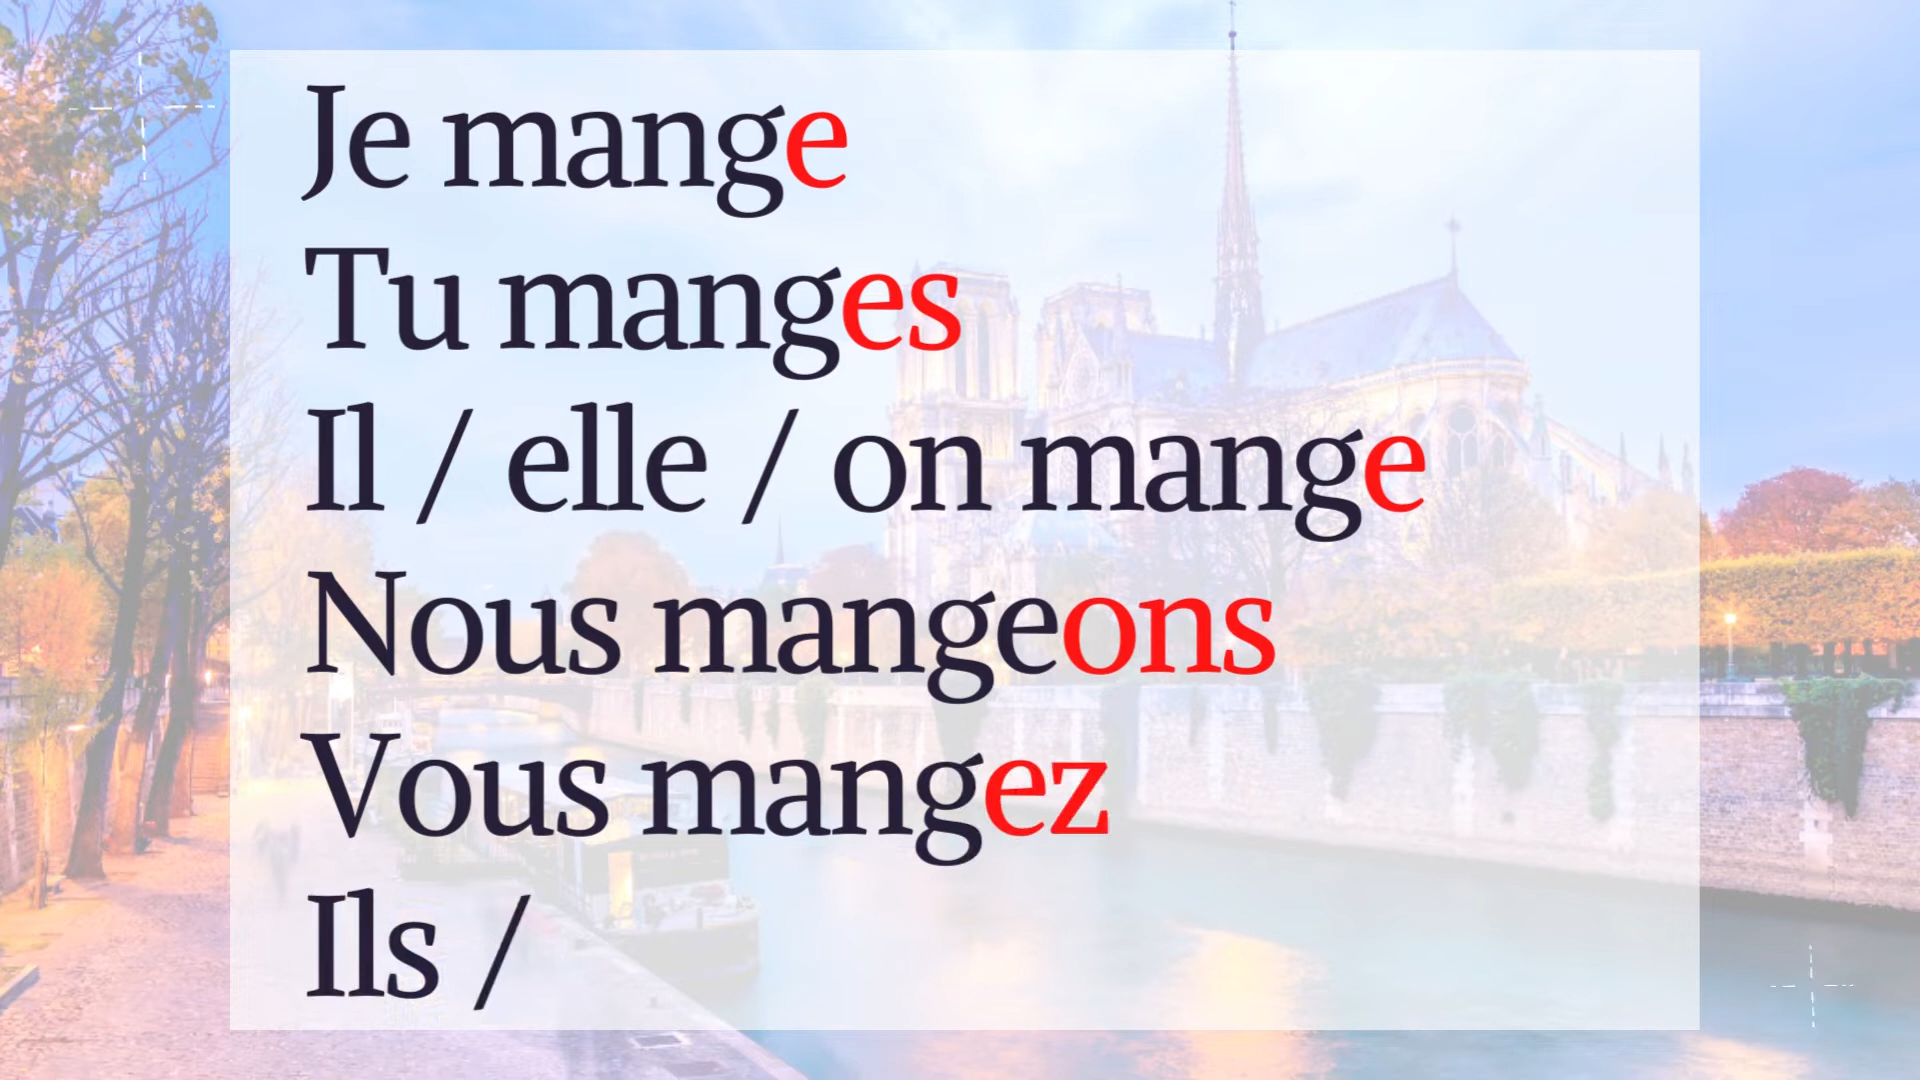 Je mange
Tu manges
Il / elle / on mange
Nous mangeons
Vous mangez
Ils /